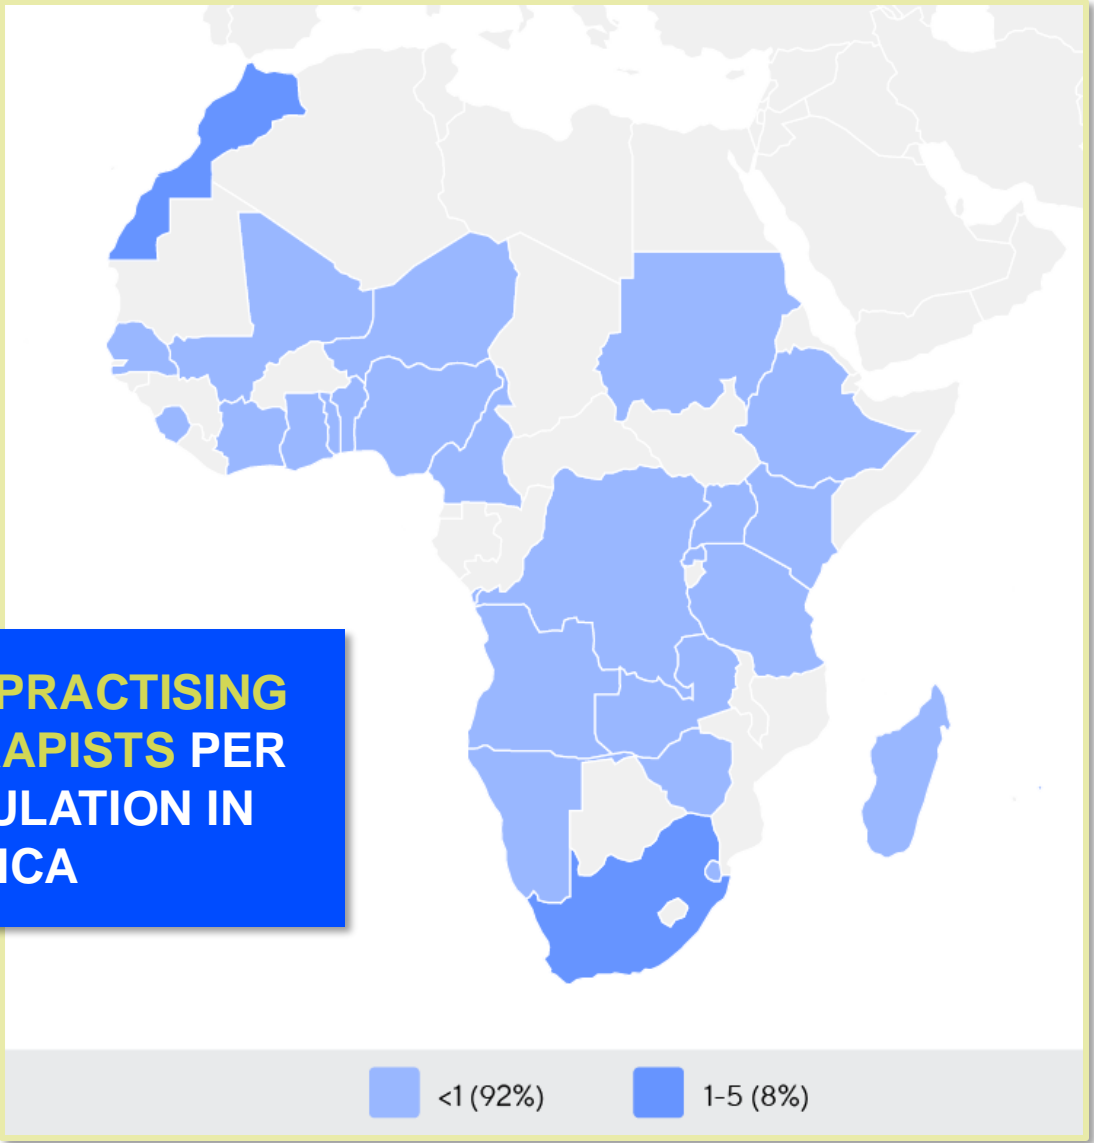 PRACTISING
APISTS PER
ULATION IN
ICA
<1 (92%)
1-5 (8%)